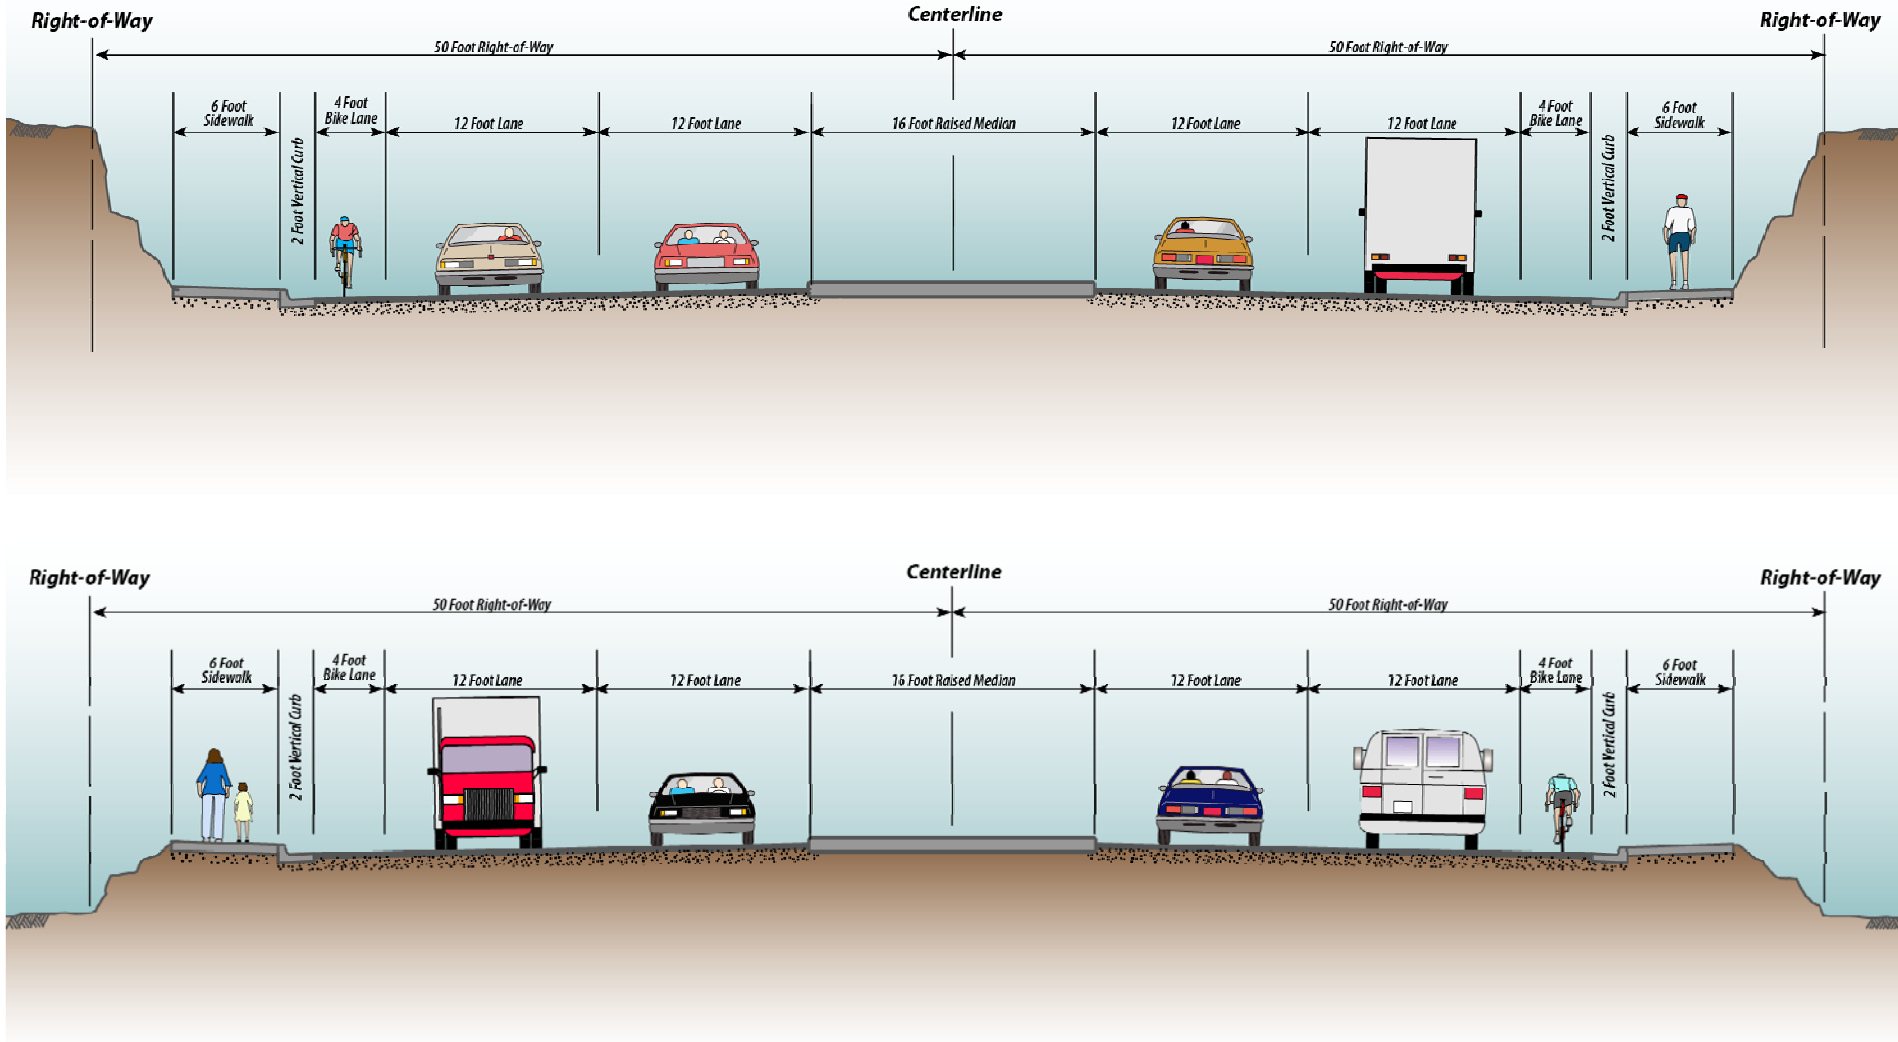 Right-of-Way
Centerline
Right-of-Way
50 Foot Right-of-Way
50 Foot Right-of-Way
6 Foot
Sidewalk
2 Foot Vertical Curb
4 Foot
Bike Lane
12 Foot Lane
12 Foot Lane
16 Foot Raised Median
12 Foot Lane
12 Foot Lane
4 Foot
Bike Lane
2 Foot Vertical Curb
6 Foot
Sidewalk
Right-of-Way
Centerline
Right-of-Way
50 Foot Right-of-Way
50 Foot Right-of-Way
6 Foot
Sidewalk
2 Foot Vertical Curb
4 Foot
Bike Lane
12 Foot Lane
12 Foot Lane
16 Foot Raised Median
12 Foot Lane
12 Foot Lane
4 Foot
Bike Lane
2 Foot Vertical Curb
6 Foot
Sidewalk